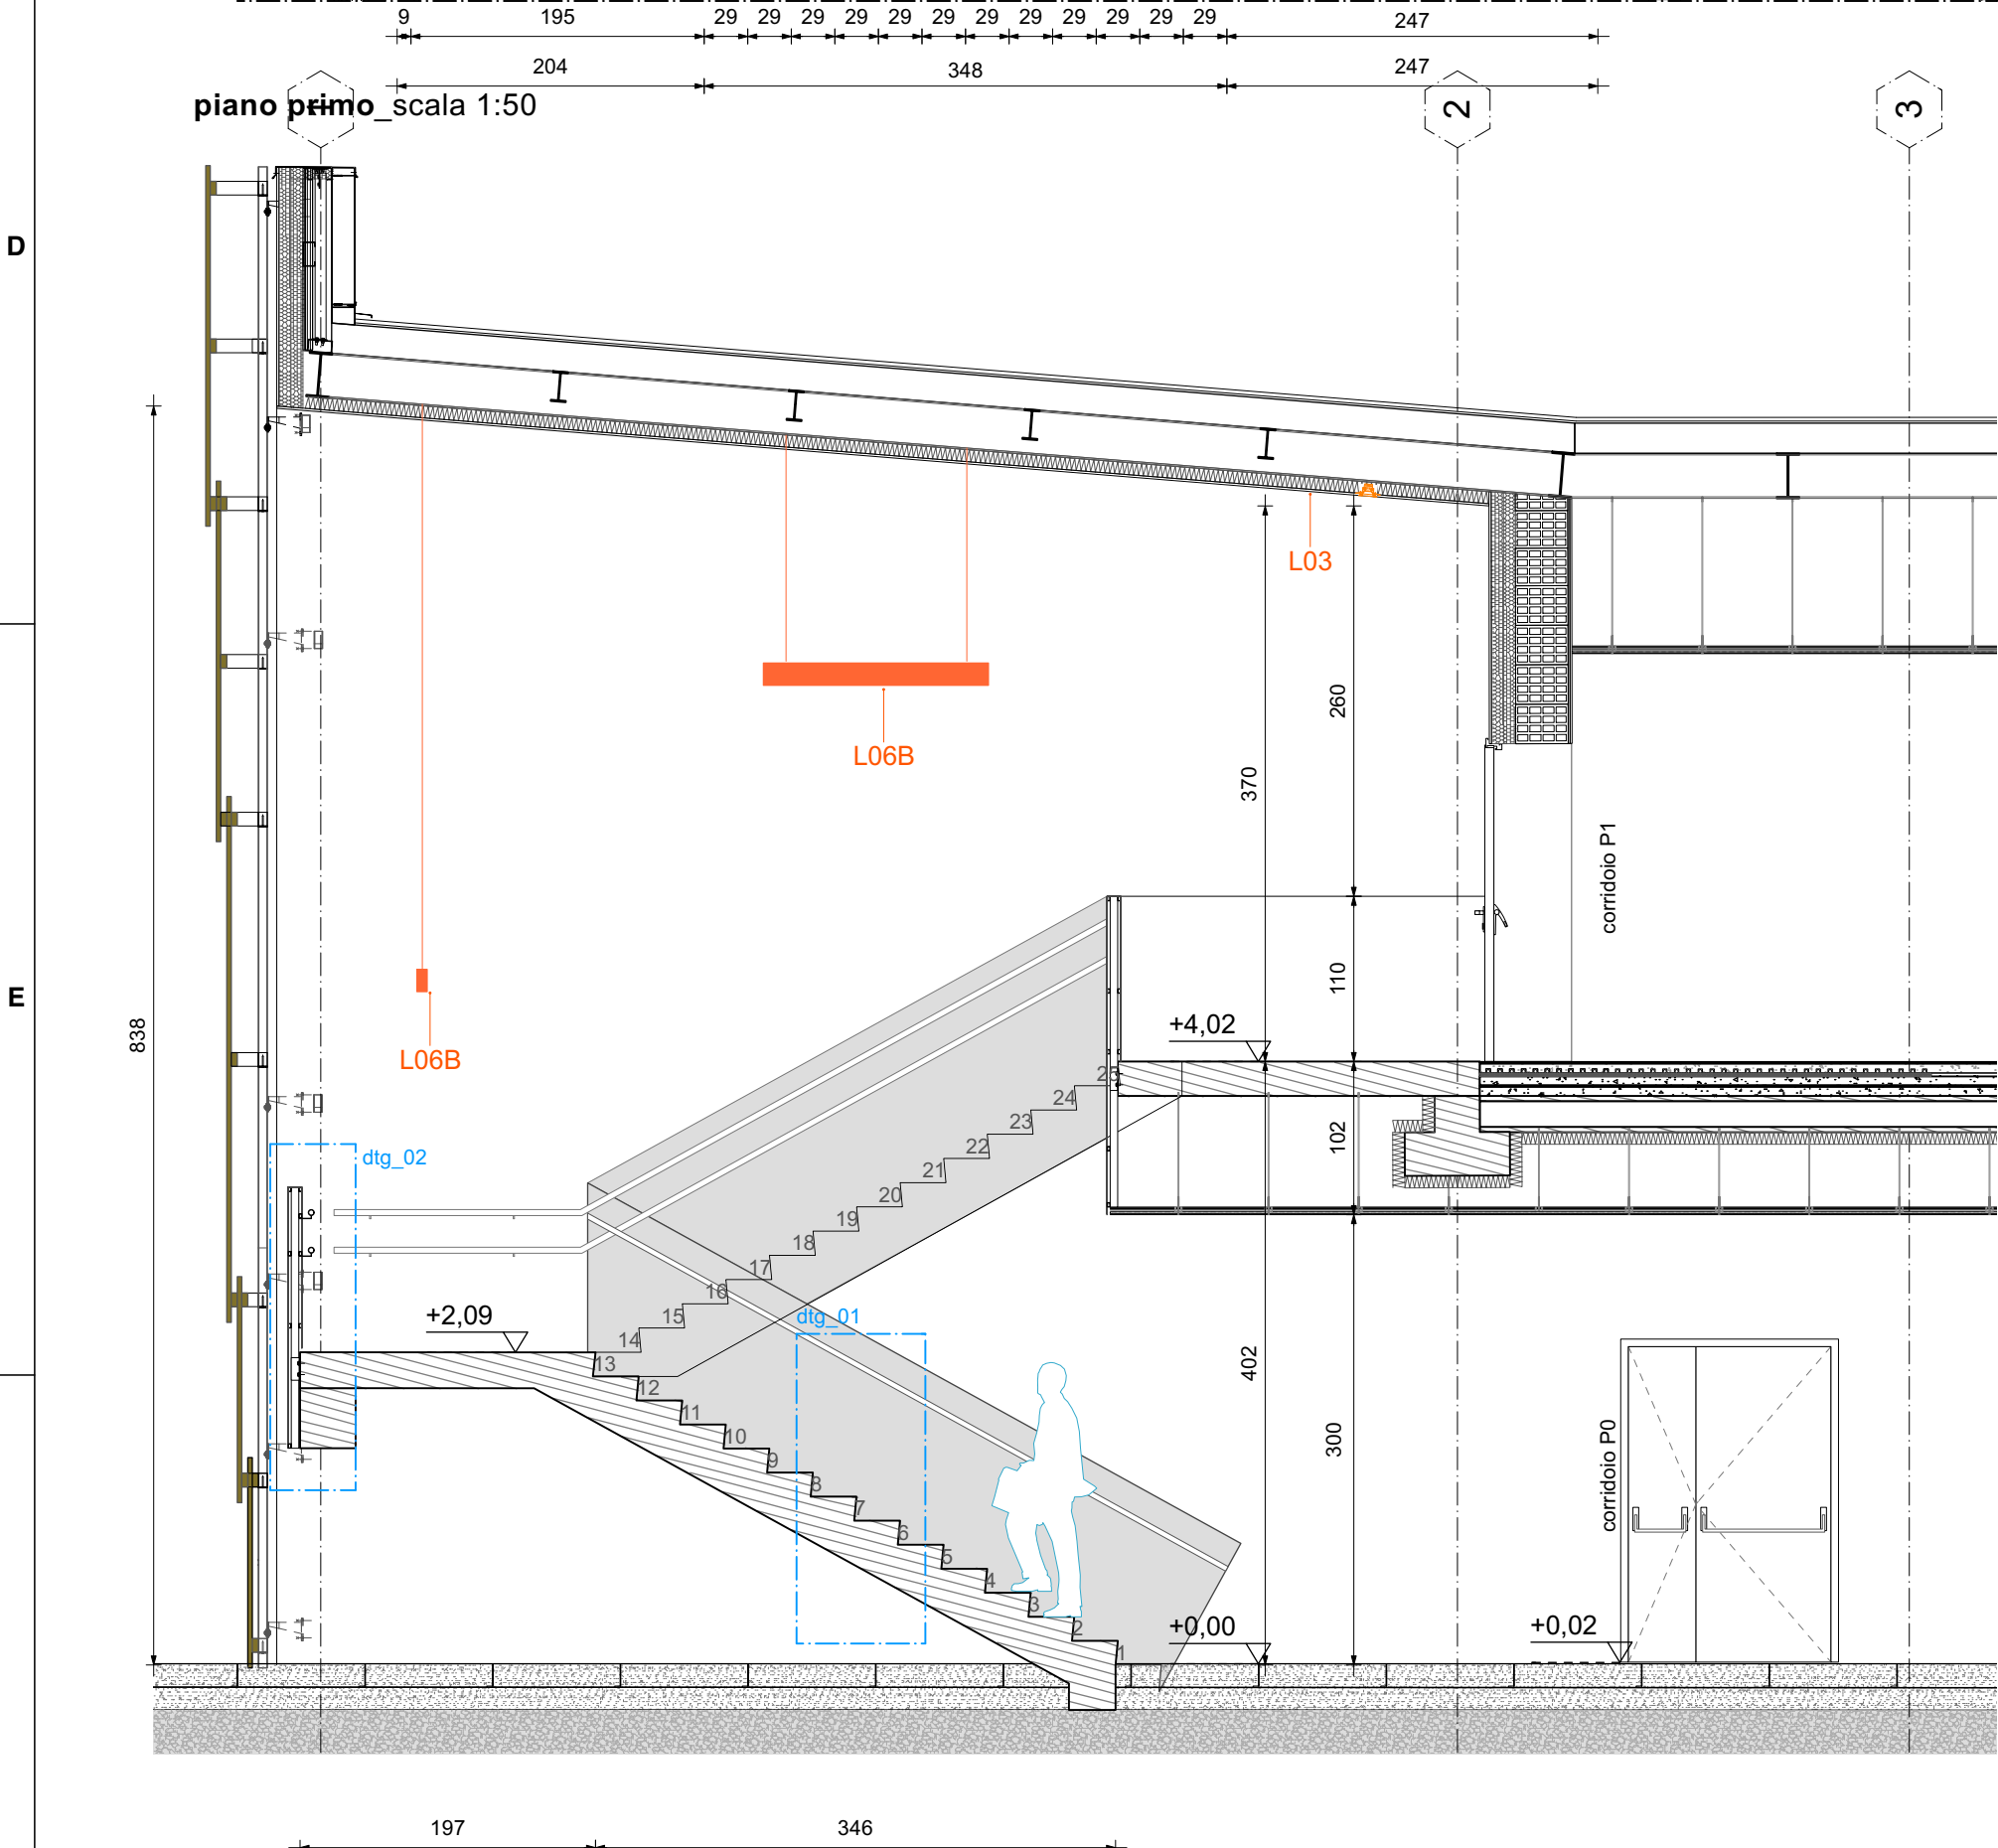 9 195 29 29 29 29 29 29 29 29 29 29 29 29 247
204 348 247
piano primo_scala 1:50
1 2 3
D
L03
L06B
260
370
corridoio P1
E
838
L06B
110
+4,02
25
24
23
22
21
20
19
18
17
16
15
14
102
dtg_02
+2,09
dtg_01
13
12
11
10
9
8
7
6
5
4
3
2
1
402
300
corridoio P0
+0,00
+0,02
197 346